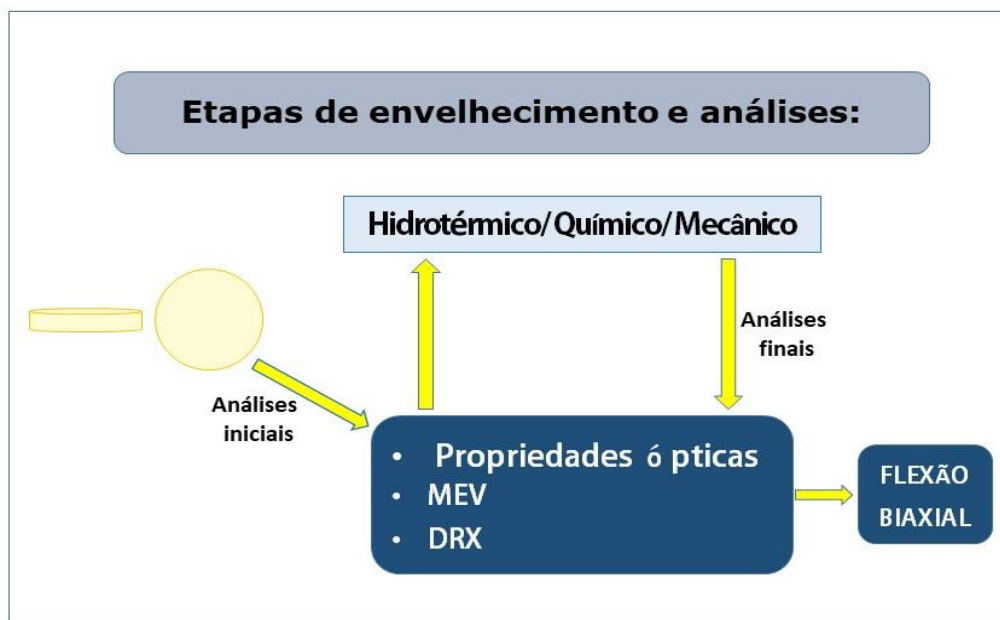 Etapas de envelhecimento e análises:
Hidrotérmico/Químico/Mecânico
Análises
finais
Análises
iniciais
• Propriedades ó pticas
• MEV
• DRX
FLEXÃO
BIAXIAL